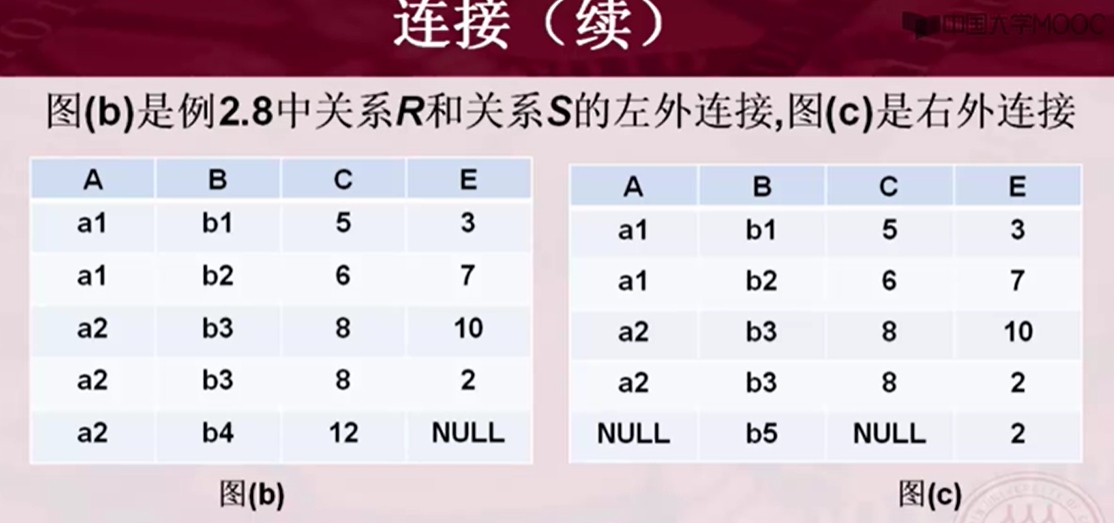 连接（续）
中国大学MOOC
图(b)是例2.8中关系R和关系S的左外连接,图(c)是右外连接
A B C E
a1 b1 5 3
a1 b2 6 7
a2 b3 8 10
a2 b3 8 2
a2 b4 12 NULL
图(b)
A B C E
a1 b1 5 3
a1 b2 6 7
a2 b3 8 10
a2 b3 8 2
NULL b5 NULL 2
图(c)